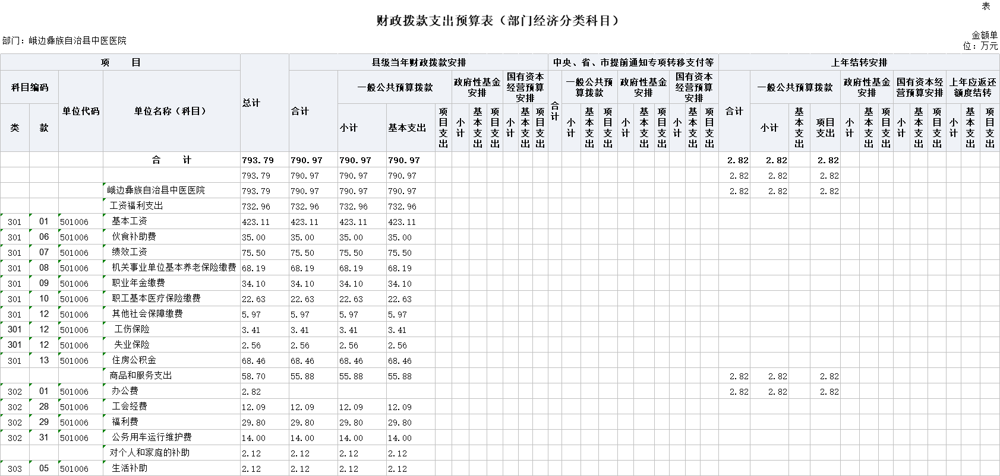 表
财政拨款支出预算表（部门经济分类科目）
部门：峨边彝族自治县中医医院
金额单
位：万元
项 目 总计 县级当年财政拨款安排 中央、省、市提前通知专项转移支付等 上年结转安排
科目编码 单位代码 单位名称（科目） 合计 一般公共预算拨款 政府性基金安排 国有资本经营预算安排 合计 一般公共预算拨款 政府性基金安排 国有资本经营预算安排 合计 一般公共预算拨款 政府性基金安排 国有资本经营预算安排 上年应返还额度结转
类 款 小计 基本支出 项目支出 小计 基本支出 项目支出 小计 基本支出 项目支出 小计 基本支出 项目支出 小计 基本支出 项目支出 小计 基本支出 项目支出 小计 基本支出 项目支出 小计 基本支出 项目支出 小计 基本支出 项目支出 小计 基本支出 项目支出
合 计 793.79 790.97 790.97 790.97 2.82 2.82 2.82
793.79 790.97 790.97 790.97 2.82 2.82 2.82
峨边彝族自治县中医医院 793.79 790.97 790.97 790.97 2.82 2.82 2.82
工资福利支出 732.96 732.96 732.96 732.96
301 01 501006 基本工资 423.11 423.11 423.11 423.11
301 06 501006 伙食补助费 35.00 35.00 35.00 35.00
301 07 501006 绩效工资 75.50 75.50 75.50 75.50
301 08 501006 机关事业单位基本养老保险缴费 68.19 68.19 68.19 68.19
301 09 501006 职业年金缴费 34.10 34.10 34.10 34.10
301 10 501006 职工基本医疗保险缴费 22.63 22.63 22.63 22.63
301 12 501006 其他社会保障缴费 5.97 5.97 5.97 5.97
301 12 501006 工伤保险 3.41 3.41 3.41 3.41
301 12 501006 失业保险 2.56 2.56 2.56 2.56
301 13 501006 住房公积金 68.46 68.46 68.46 68.46
商品和服务支出 58.70 55.88 55.88 55.88 2.82 2.82 2.82
302 01 501006 办公费 2.82 2.82 2.82 2.82
302 28 501006 工会经费 12.09 12.09 12.09 12.09
302 29 501006 福利费 29.80 29.80 29.80 29.80
302 31 501006 公务用车运行维护费 14.00 14.00 14.00 14.00
对个人和家庭的补助 2.12 2.12 2.12 2.12
303 05 501006 生活补助 2.12 2.12 2.12 2.12